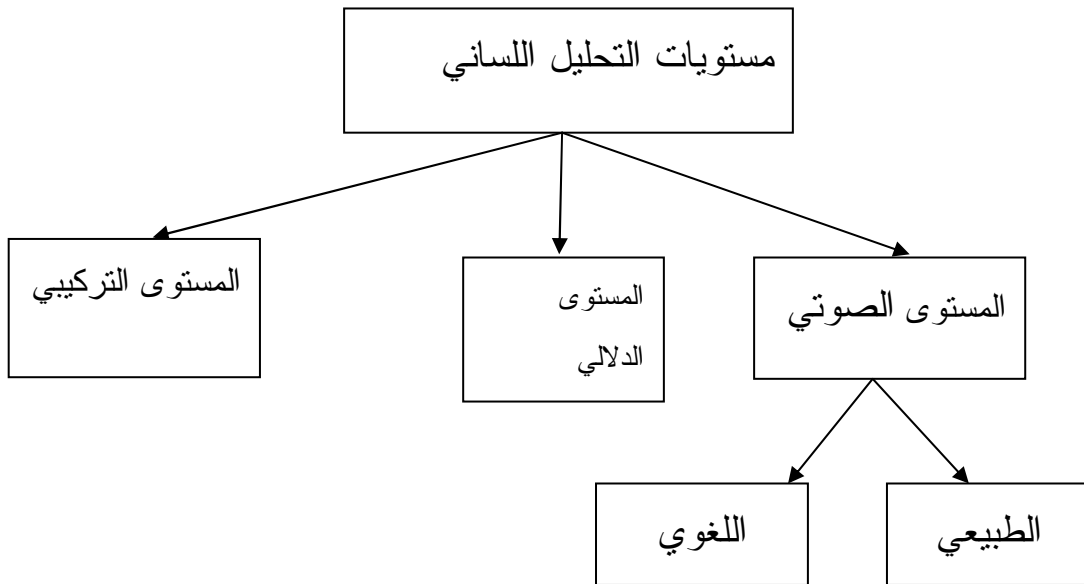 مستويات التحليل اللساني
المستوى الصوتي
المستوى
الدلالي
المستوى التركيبي
الطبيعي
اللغوي